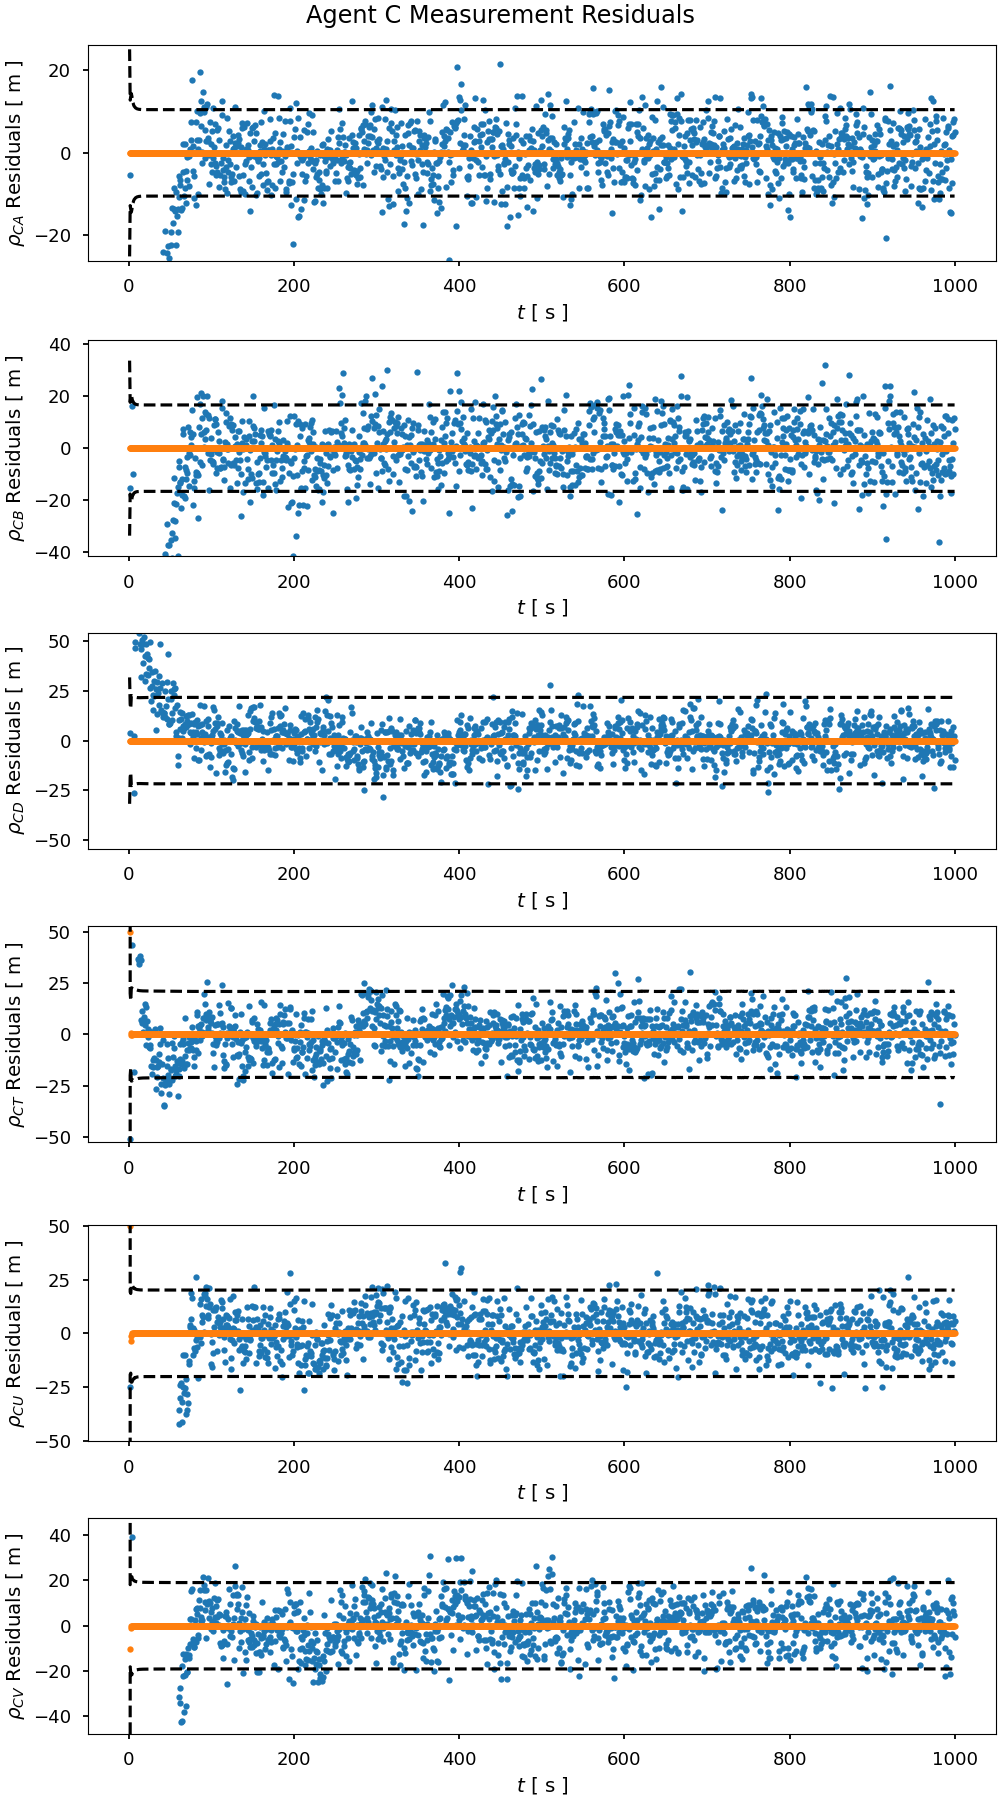 Agent C Measurement Residuals
ρCA Residuals [ m ]
20
0
−20
0 200 400 600 800 1000
t [ s ]
ρCB Residuals [ m ]
40
20
0
−20
−40
0 200 400 600 800 1000
t [ s ]
ρCD Residuals [ m ]
50
25
0
−25
−50
0 200 400 600 800 1000
t [ s ]
ρCT Residuals [ m ]
50
25
0
−25
−50
0 200 400 600 800 1000
t [ s ]
ρCU Residuals [ m ]
50
25
0
−25
−50
0 200 400 600 800 1000
t [ s ]
ρCV Residuals [ m ]
40
20
0
−20
−40
0 200 400 600 800 1000
t [ s ]